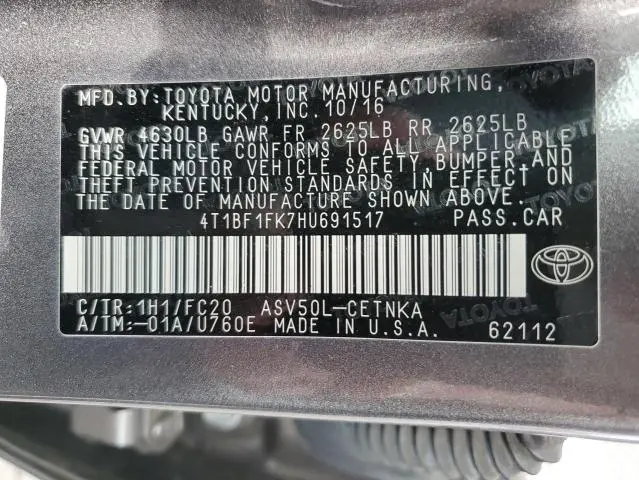 MFD.BY:TOYOTA MOTOR MANUFACTURING,
KENTUCKY, INC. 10/16
GVWR 4630LB GAWR FR 2625LB RR 2625LB
THIS VEHICLE CONFORMS TO ALL APPLICABLE
FEDERAL MOTOR VEHICLE SAFETY, BUMPER, AND
THEFT PREVENTION STANDARDS IN EFFECT ON
THE DATE OF MANUFACTURE SHOWN ABOVE.
4T1BF1FK7HU691517 PASS.CAR
C/TR:1H1/FC20 ASV50L-CETNKA
A/TM:-01A/U760E MADE IN U.S.A. 62112